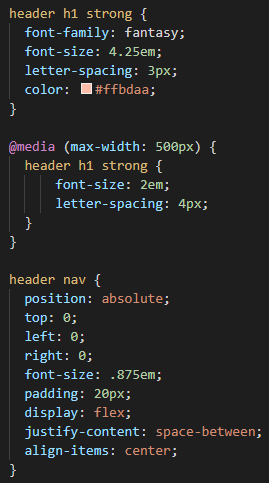 header h1 strong {
  font-family: fantasy;
  font-size: 4.25em;
  letter-spacing: 3px;
  color: #ffbdaa;
}

@media (max-width: 500px) {
  header h1 strong {
      font-size: 2em;
      letter-spacing: 4px;
  }
}

header nav {
  position: absolute;
  top: 0;
  left: 0;
  right: 0;
  font-size: .875em;
  padding: 20px;
  display: flex;
  justify-content: space-between;
  align-items: center;
}